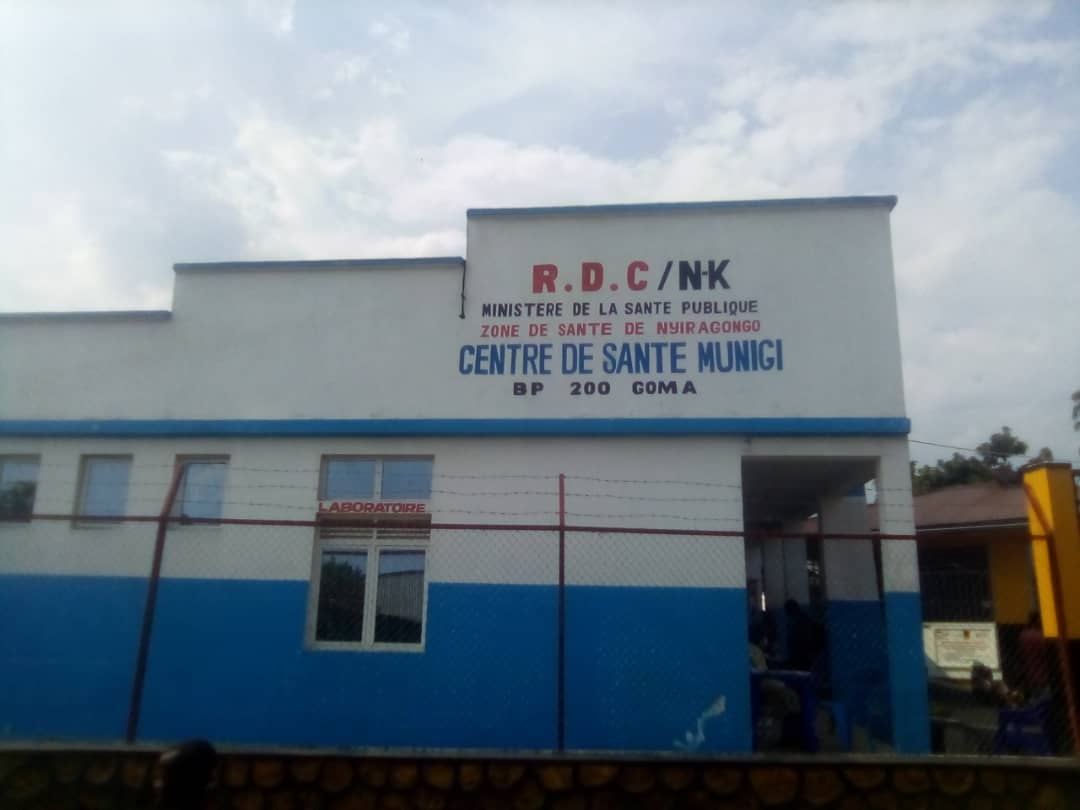 R.D.C/N-K
MINISTERE DE LA SANTE PUBLIQUE
ZONE DE SANTE DE NYIRAGONGO
CENTRE DE SANTE MUNIGI
BP 200 GOMA
LABORATOIRE